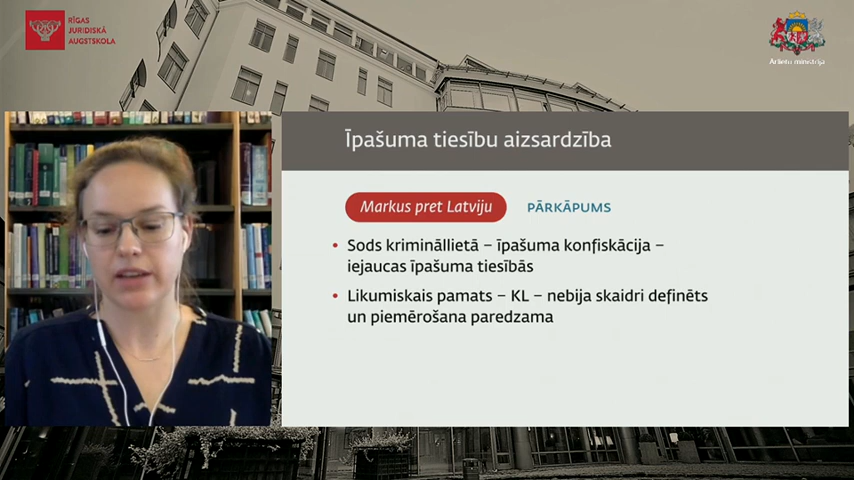 RĪGAS
JURIDISKĀ
AUGSTSKOLA
Ārlietu ministrija
Īpašuma tiesību aizsardzība
Markus pret Latviju
PĀRKĀPUMS
• Sods krimināllietā – īpašuma konfiskācija –
iejaucas īpašuma tiesībās
• Likumiskais pamats – KL – nebija skaidri definēts
un piemērošana paredzama